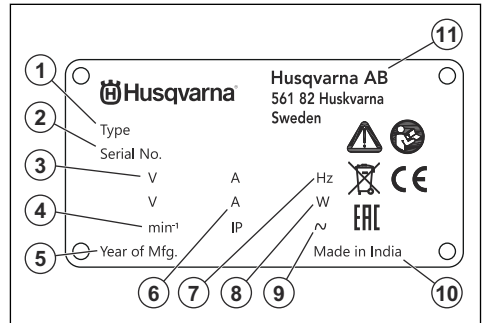 11
1
Husqvarna
Husqvarna AB
561 82 Huskvarna
Sweden
2
Type
Serial No.
3
V A Hz
CE
V A W
4
min⁻¹ IP ~
EAC
5
Year of Mfg.
Made in India
6 7 8 9 10